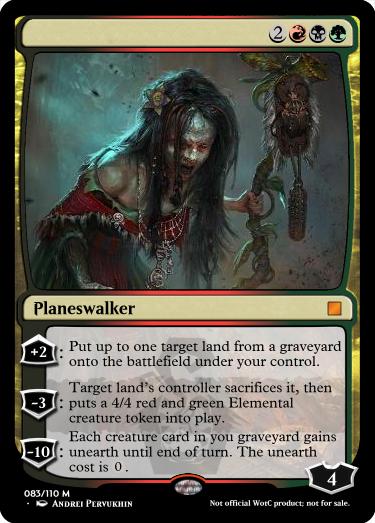 2
Planeswalker
+2: Put up to one target land from a graveyard
onto the battlefield under your control.
-3: Target land's controller sacrifices it, then
puts a 4/4 red and green Elemental
creature token into play.
-10: Each creature card in you graveyard gains
unearth until end of turn. The unearth
cost is 0.
4
083/110 M
· Andrei Pervukhin
Not official WotC product; not for sale.